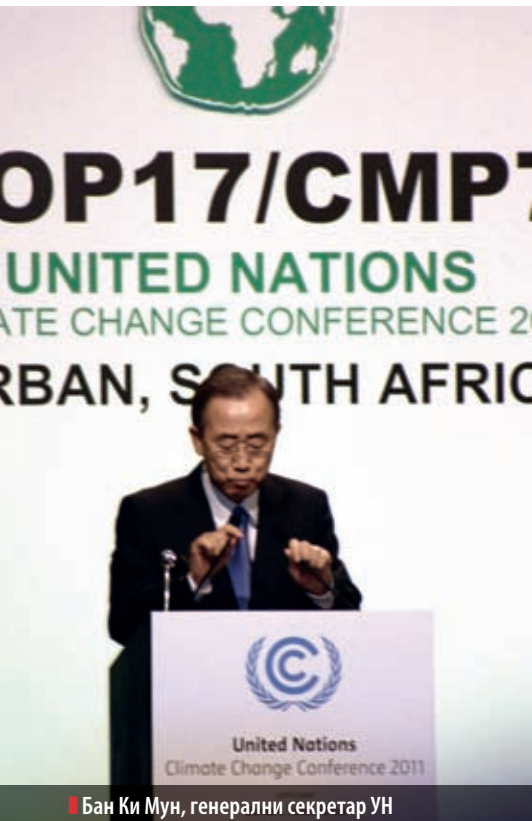 OP17/CMP7
UNITED NATIONS
ATE CHANGE CONFERENCE 20
RBAN, S UTH AFRIC
United Nations
Climate Change Conference 2011
Бан Ки Мун, генерални секретар УН